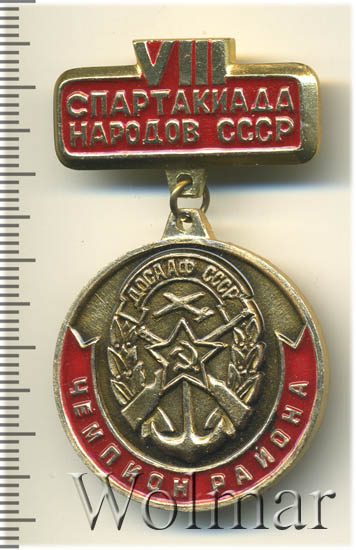 VIII
СПАРТАКИАДА
НАРОДОВ СССР
ДОСААФ СССР
ЧЕМПИОН РАЙОНА
Wolmar